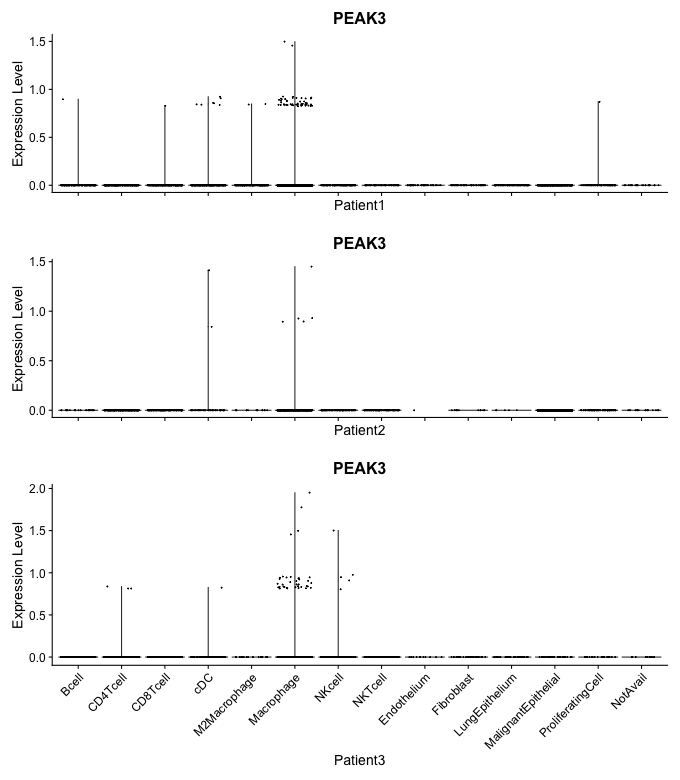 PEAK3
Expression Level
1.5
1.0
0.5
0.0
Patient1
PEAK3
Expression Level
1.5
1.0
0.5
0.0
Patient2
PEAK3
Expression Level
2.0
1.5
1.0
0.5
0.0
Bcell
CD4Tcell
CD8Tcell
cDC
M2Macrophage
Macrophage
NKcell
NKTcell
Endothelium
Fibroblast
LungEpithelium
MalignantEpithelial
ProliferatingCell
NotAvail
Patient3